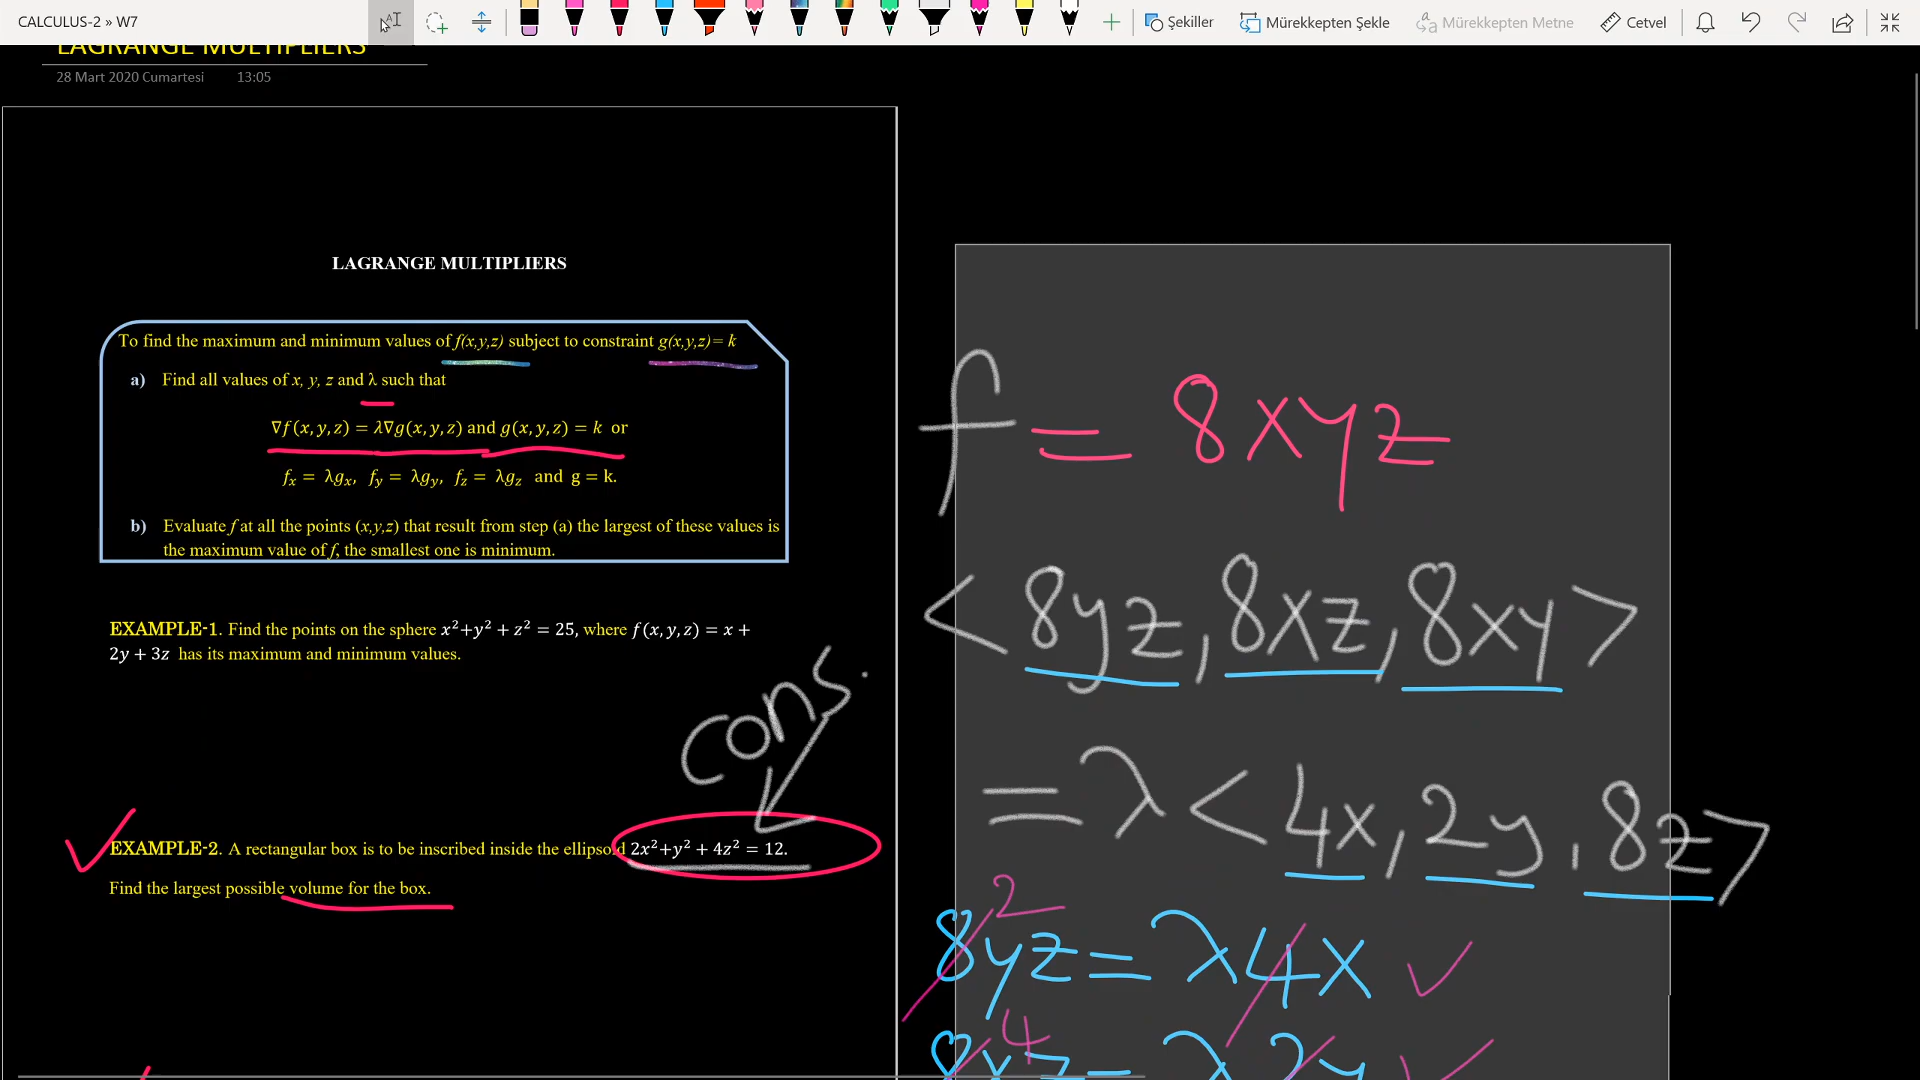 CALCULUS-2 » W7
Şekiller
Mürekkepten Şekle
Mürekkepten Metne
Cetvel
LAGRANGE MULTIPLIERS
28 Mart 2020 Cumartesi 13:05
LAGRANGE MULTIPLIERS
To find the maximum and minimum values of f(x,y,z) subject to constraint g(x,y,z)= k
a) Find all values of x, y, z and λ such that
∇f(x, y, z) = λ∇g(x, y, z) and g(x, y, z) = k or
fx = λgx, fy = λgy, fz = λgz and g = k.
b) Evaluate f at all the points (x,y,z) that result from step (a) the largest of these values is
the maximum value of f, the smallest one is minimum.
EXAMPLE-1. Find the points on the sphere x²+y² + z² = 25, where f(x, y, z) = x +
2y + 3z has its maximum and minimum values.
cons.
EXAMPLE-2. A rectangular box is to be inscribed inside the ellipsoid 2x²+y² + 4z² = 12.
Find the largest possible volume for the box.
f = 8xyz
< 8yz, 8xz, 8xy >
= λ < 4x, 2y, 8z >
2
8yz = λ4x
4
8xz = λ2y